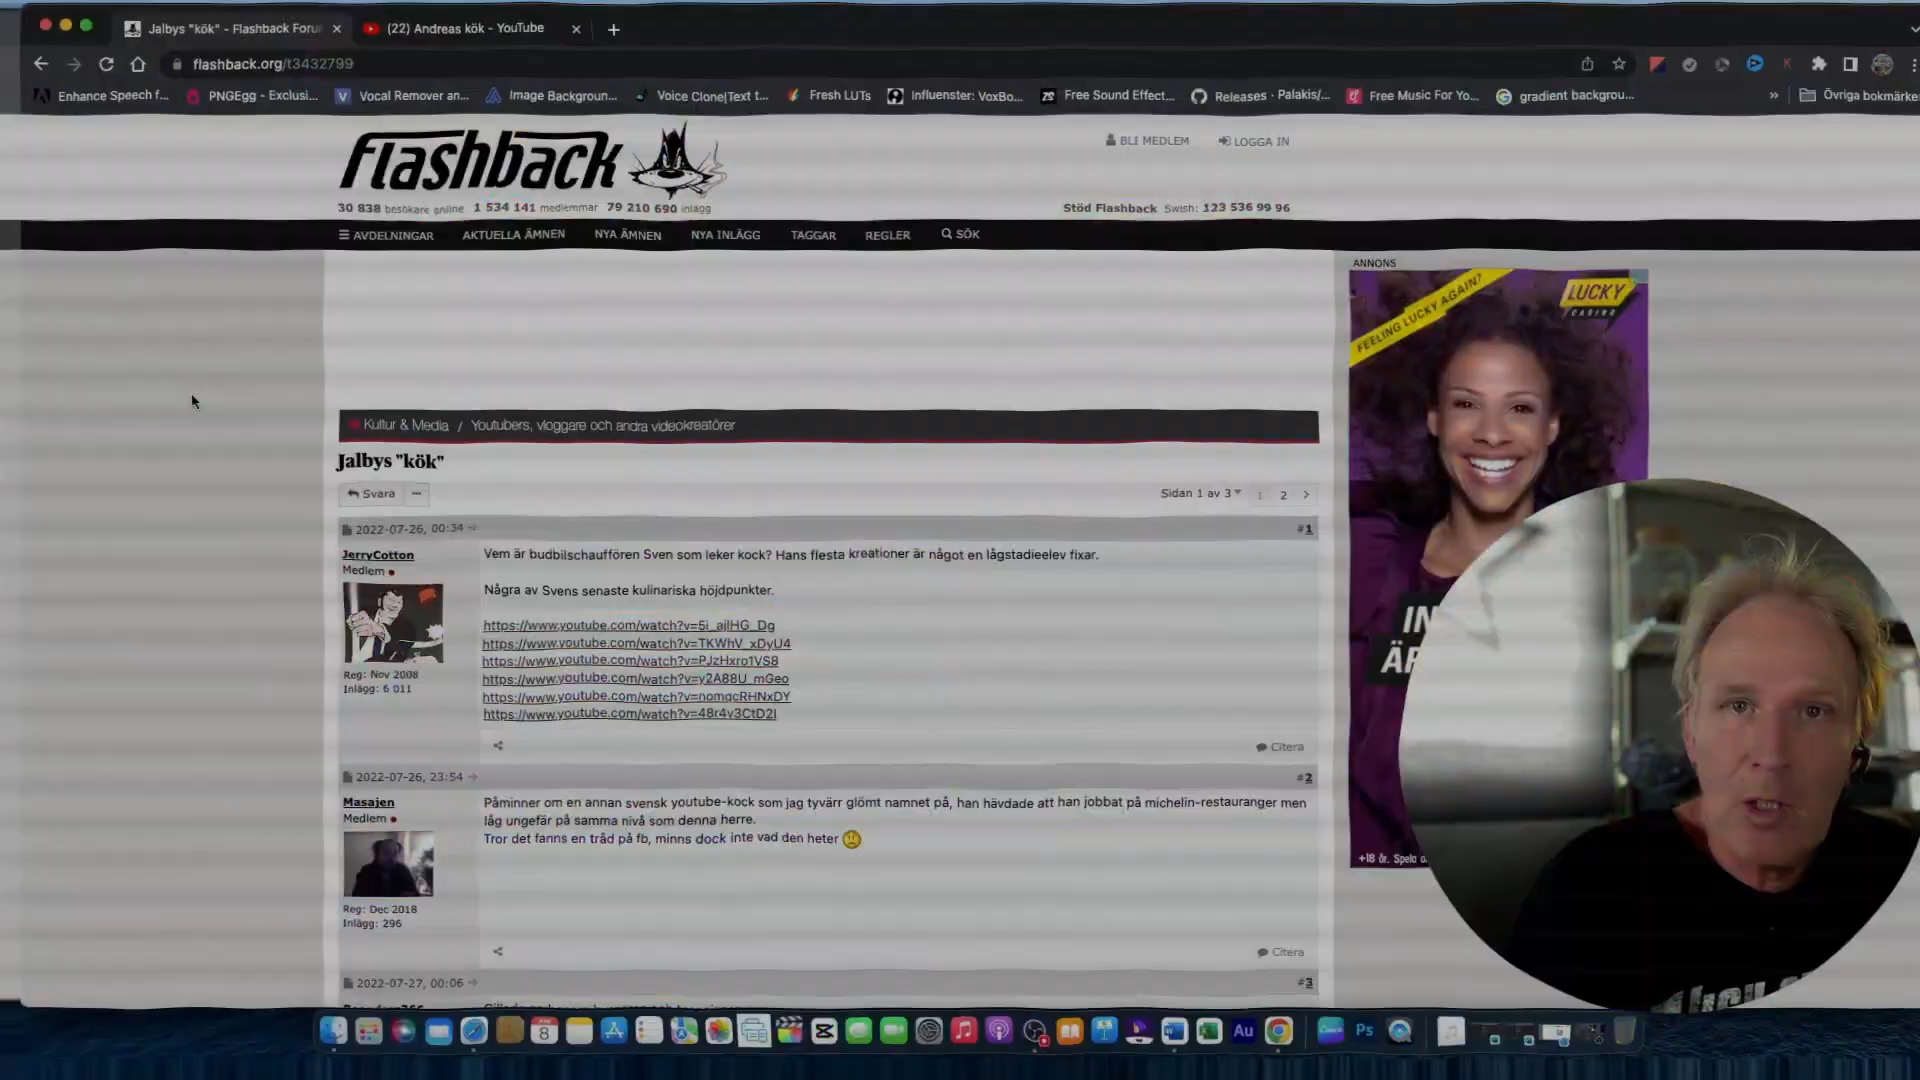 Jalbys "kök" - Flashback Foru
(22) Andreas kök - YouTube
flashback.org/t3432799
Enhance Speech f...
PNGEgg - Exclusi...
Vocal Remover an...
Image Backgroun...
Voice Clone|Text t...
Fresh LUTs
Influenster: VoxBo...
Free Sound Effect...
Releases · Palakis/...
Free Music For Yo...
gradient backgrou...
»
Övriga bokmärke
flashback
BLI MEDLEM
LOGGA IN
30 838 besökare online 1 534 141 medlemmar 79 210 690 inlägg
Stöd Flashback Swish: 123 536 99 96
AVDELNINGAR
AKTUELLA ÄMNEN
NYA ÄMNEN
NYA INLÄGG
TAGGAR
REGLER
SÖK
ANNONS
FEELING LUCKY AGAIN?
LUCKY
CASINO
Kultur & Media / Youtubers, vloggare och andra videokreatörer
Jalbys "kök"
Svara
Sidan 1 av 3
1
2
2022-07-26, 00:34
#1
JerryCotton
Medlem
Reg: Nov 2008
Inlägg: 6 011
Vem är budbilschauffören Sven som leker kock? Hans flesta kreationer är något en lågstadieelev fixar.
Några av Svens senaste kulinariska höjdpunkter.
https://www.youtube.com/watch?v=5i_ajlHG_Dg
https://www.youtube.com/watch?v=TKWhV_xDyU4
https://www.youtube.com/watch?v=PJzHxro1VS8
https://www.youtube.com/watch?v=y2A88U_mGeo
https://www.youtube.com/watch?v=nomqcRHNxDY
https://www.youtube.com/watch?v=48r4v3CtD2I
Citera
IN
ÄR
2022-07-26, 23:54
#2
Masajen
Medlem
Reg: Dec 2018
Inlägg: 296
Påminner om en annan svensk youtube-kock som jag tyvärr glömt namnet på, han hävdade att han jobbat på michelin-restauranger men
låg ungefär på samma nivå som denna herre.
Tror det fanns en tråd på fb, minns dock inte vad den heter
+18 år. Spela
Citera
2022-07-27, 00:06
#3
8
Au
Ps